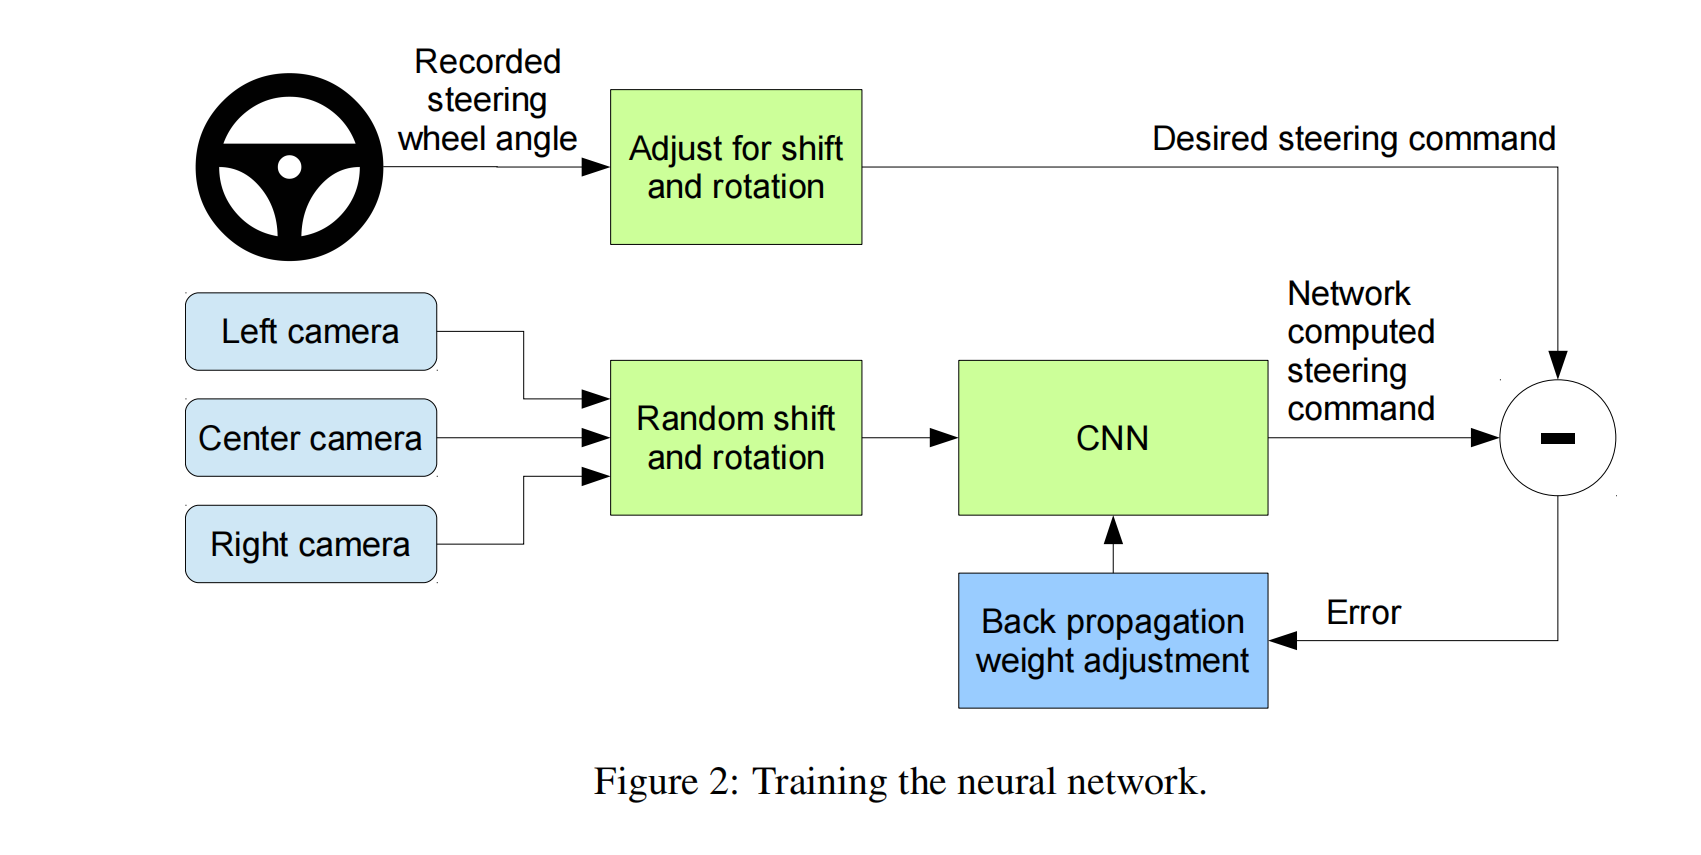 Recorded
steering
wheel angle
Adjust for shift
and rotation
Desired steering command
Left camera
Center camera
Right camera
Random shift
and rotation
CNN
Network
computed
steering
command
-
Back propagation
weight adjustment
Error
Figure 2: Training the neural network.